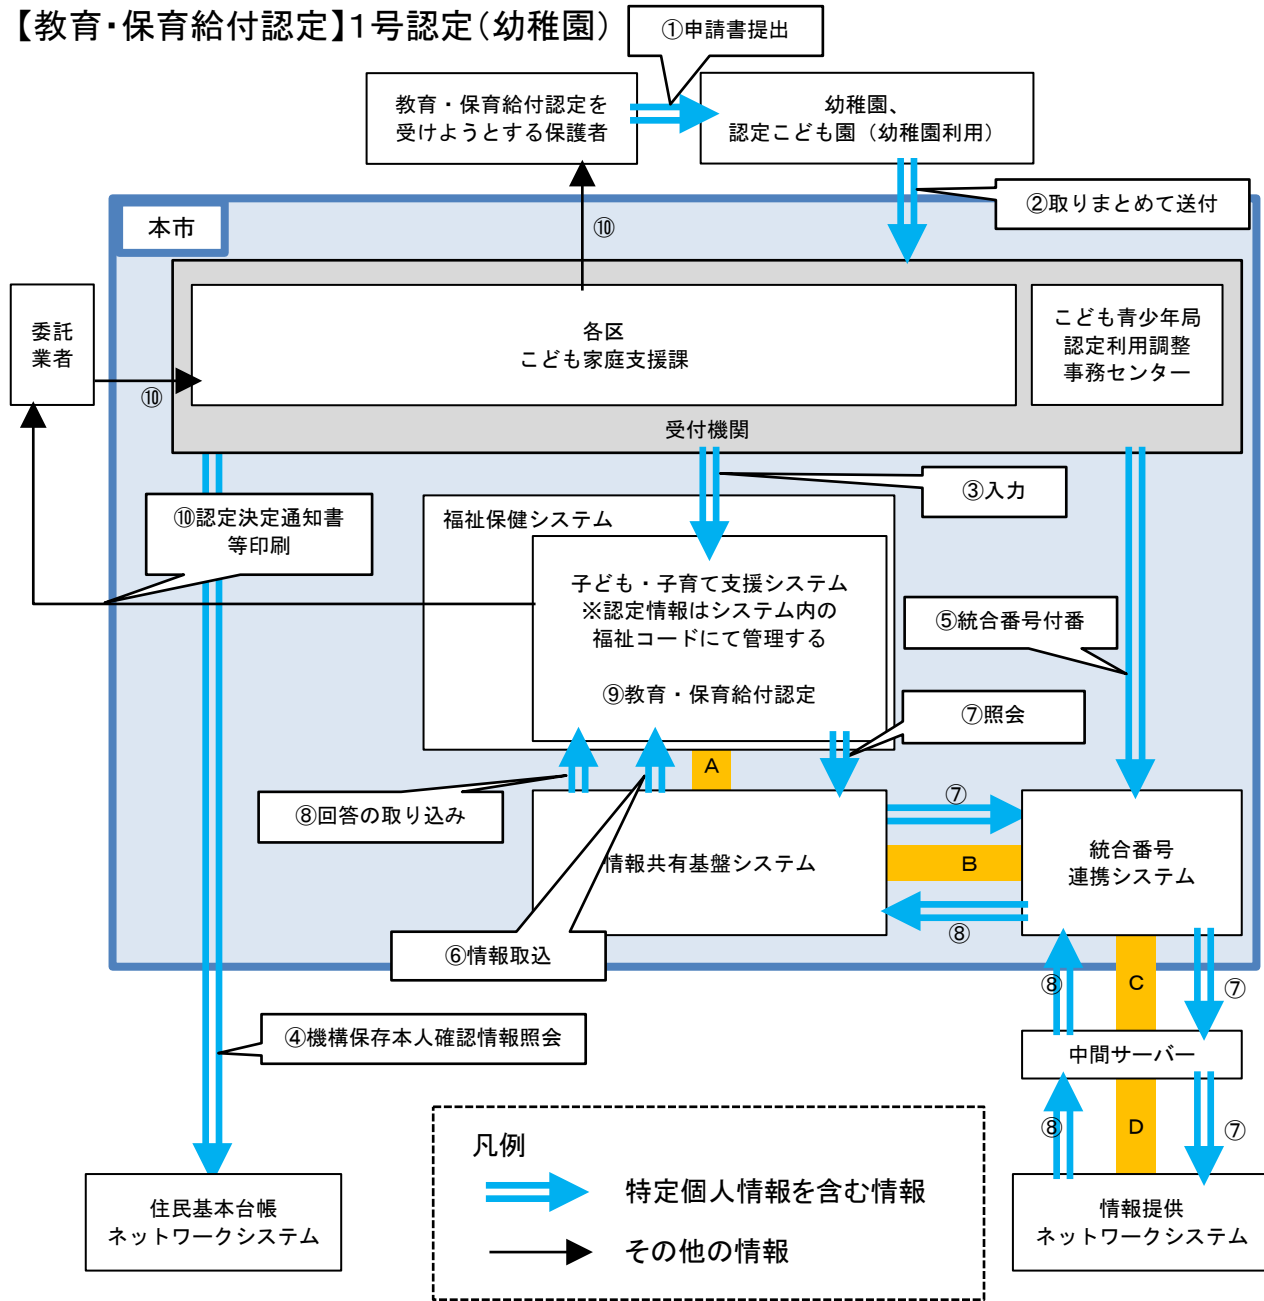 【教育・保育給付認定】1号認定(幼稚園)
①申請書提出
教育・保育給付認定を
受けようとする保護者
幼稚園、
認定こども園（幼稚園利用）
②取りまとめて送付
本市
⑩
委託
業者
⑩
各区
こども家庭支援課
こども青少年局
認定利用調整
事務センター
受付機関
③入力
⑩認定決定通知書
等印刷
福祉保健システム
子ども・子育て支援システム
※認定情報はシステム内の
福祉コードにて管理する
⑨教育・保育給付認定
⑤統合番号付番
⑦照会
A
⑧回答の取り込み
⑦
情報共有基盤システム
B
統合番号
連携システム
⑧
⑥情報取込
⑧
C
⑦
④機構保存本人確認情報照会
中間サーバー
⑧
D
⑦
凡例
特定個人情報を含む情報
その他の情報
住民基本台帳
ネットワークシステム
情報提供
ネットワークシステム